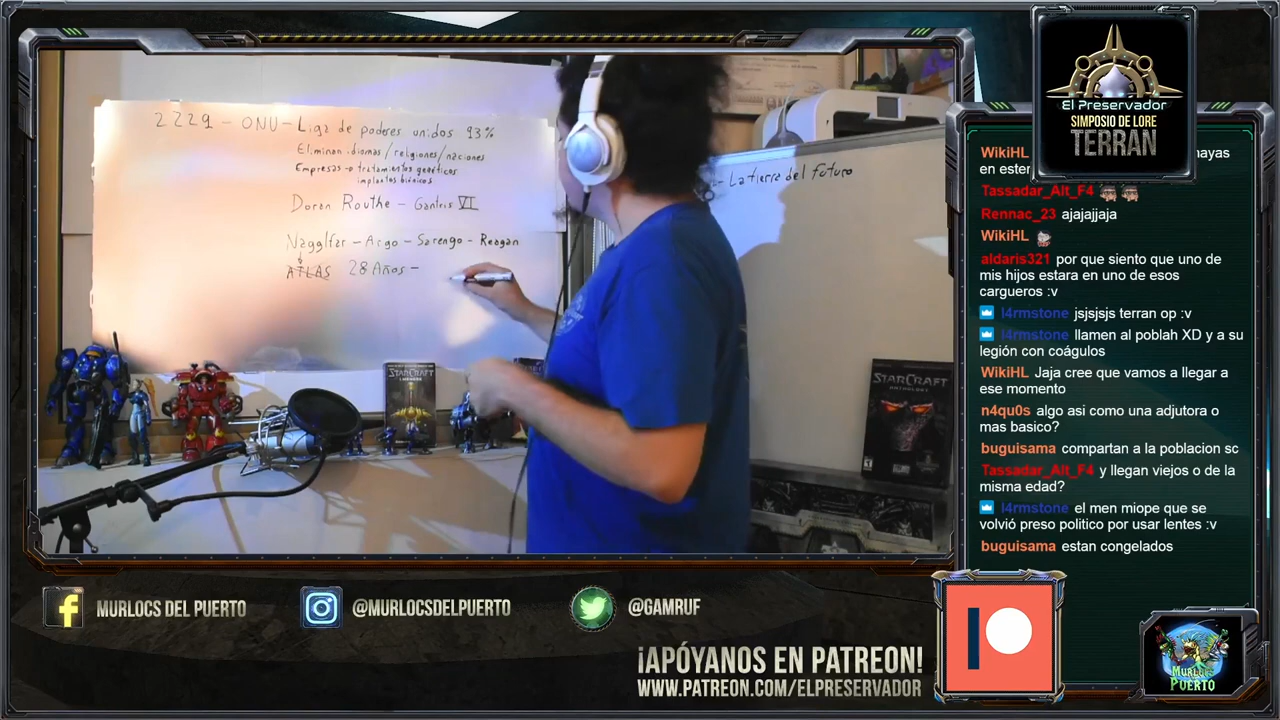 2229 - ONU - Liga de poderes unidos 93%
Eliminan idiomas/religiones/naciones
Empresas → tratamientos genéticos
implantes biónicos
Doran Routhe - Gantris VI
Nagglfar - Argo - Sarengo - Reagan
ATLAS 28 Años -
- La tierra del futuro
STARCRAFT
STARCRAFT
El Preservador
SIMPOSIO DE LORE
TERRAN
WikiHL
en
Tassadar_Alt_F4
Rennac_23 ajajajjaja
WikiHL
aldaris321 por que siento que uno de
mis hijos estara en uno de esos
cargueros :v
l4rmstone jsjsjsjs terran op :v
l4rmstone llamen al poblah XD y a su
legión con coágulos
WikiHL Jaja cree que vamos a llegar a
ese momento
n4qu0s algo asi como una adjutora o
mas basico?
buguisama compartan a la poblacion sc
Tassadar_Alt_F4 y llegan viejos o de la
misma edad?
l4rmstone el men miope que se
volvió preso politico por usar lentes :v
buguisama estan congelados
MURLOCS DEL PUERTO
@MURLOCSDELPUERTO
@GAMRUF
¡APÓYANOS EN PATREON!
WWW.PATREON.COM/ELPRESERVADOR
MURLOCS
PUERTO